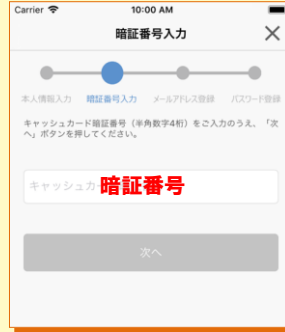 Carrier 10:00 AM
暗証番号入力
本人情報入力 暗証番号入力 メールアドレス登録 パスワード登録
キャッシュカード暗証番号（半角数字4桁）をご入力のうえ、「次
へ」ボタンを押してください。
キャッシュカ 暗証番号
次へ